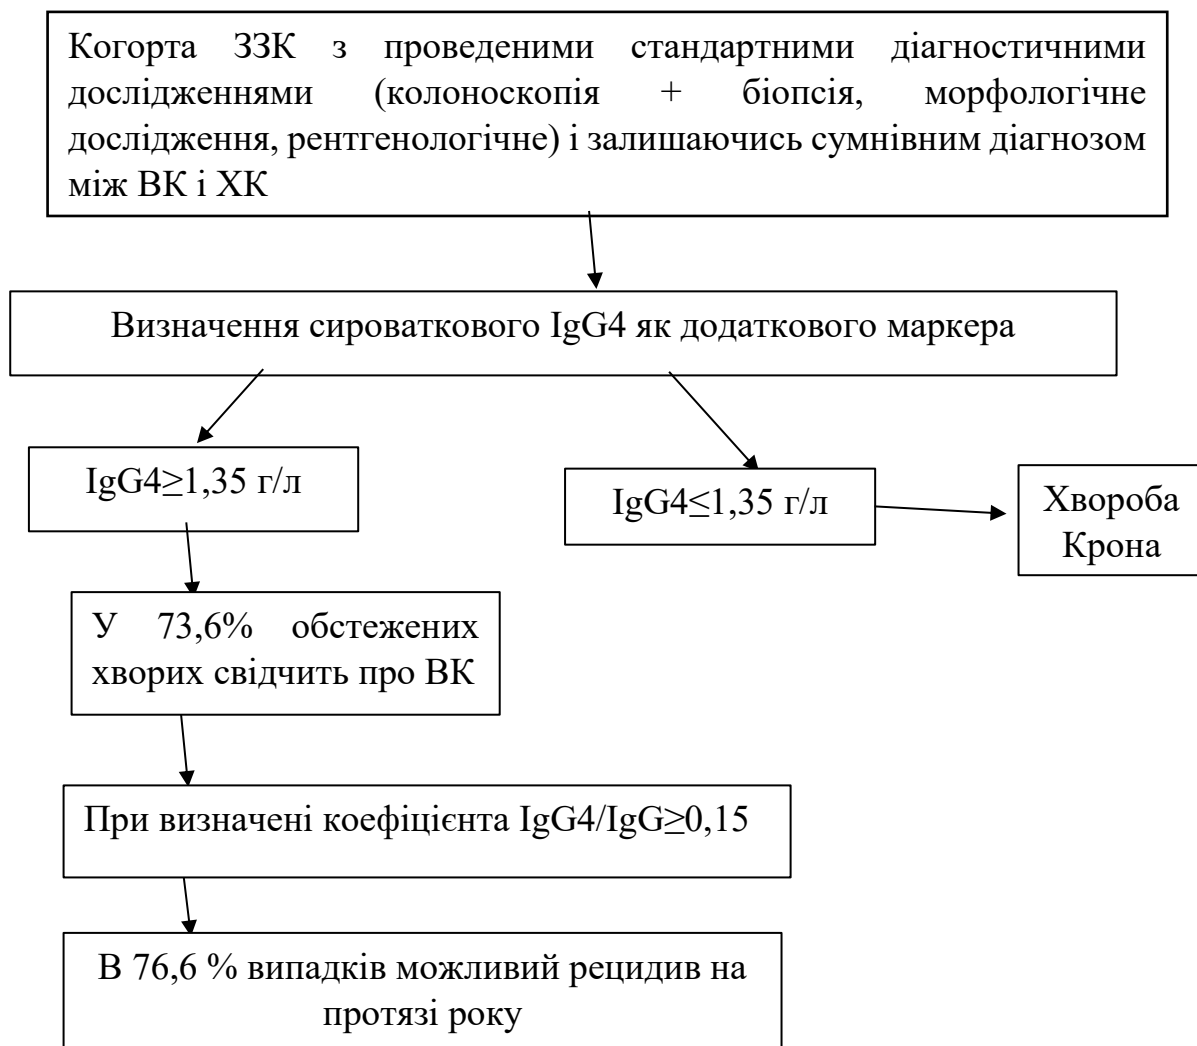 Когорта ЗЗК з проведеними стандартними діагностичними
дослідженнями (колоноскопія + біопсія, морфологічне
дослідження, рентгенологічне) і залишаючись сумнівним діагнозом
між ВК і ХК
Визначення сироваткового IgG4 як додаткового маркера
IgG4≥1,35 г/л
IgG4≤1,35 г/л
Хвороба
Крона
У 73,6% обстежених
хворих свідчить про ВК
При визначені коефіцієнта IgG4/IgG≥0,15
В 76,6 % випадків можливий рецидив на
протязі року